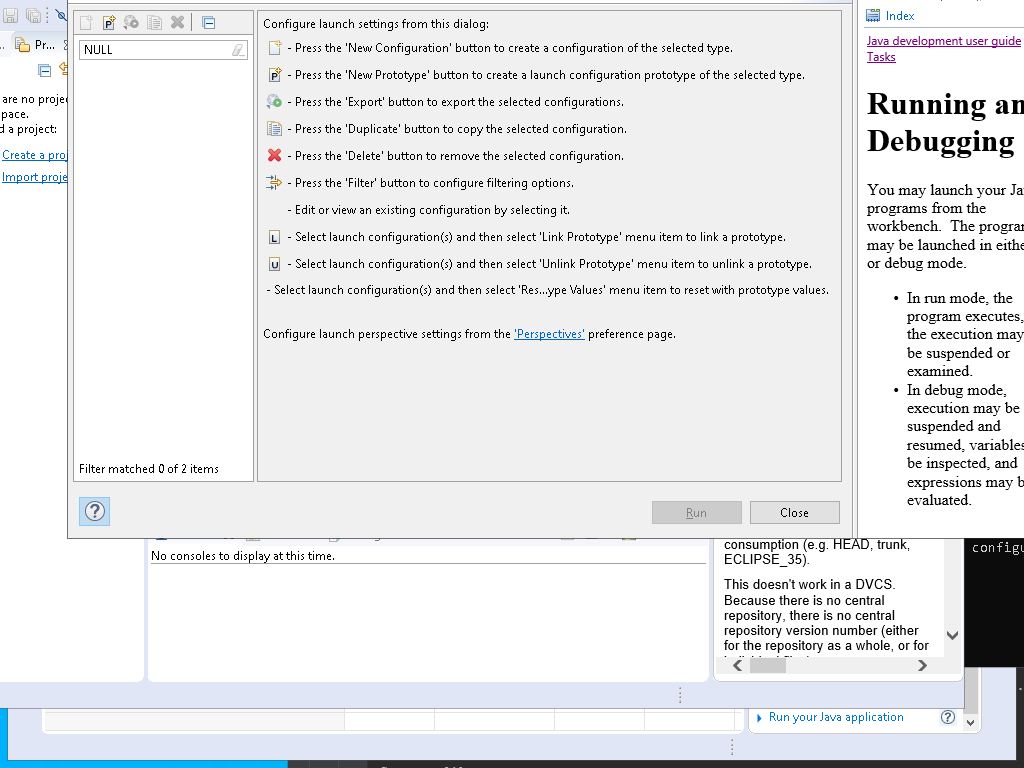 Pr...
are no proje
pace.
d a project:
Create a proj
Import proje
NULL
Filter matched 0 of 2 items
Configure launch settings from this dialog:
- Press the 'New Configuration' button to create a configuration of the selected type.
- Press the 'New Prototype' button to create a launch configuration prototype of the selected type.
- Press the 'Export' button to export the selected configurations.
- Press the 'Duplicate' button to copy the selected configuration.
- Press the 'Delete' button to remove the selected configuration.
- Press the 'Filter' button to configure filtering options.
- Edit or view an existing configuration by selecting it.
- Select launch configuration(s) and then select 'Link Prototype' menu item to link a prototype.
- Select launch configuration(s) and then select 'Unlink Prototype' menu item to unlink a prototype.
- Select launch configuration(s) and then select 'Res...ype Values' menu item to reset with prototype values.
Configure launch perspective settings from the 'Perspectives' preference page.
Run
Close
Index
Java development user guide
Tasks
Running an
Debugging
You may launch your Ja
programs from the
workbench. The program
may be launched in eithe
or debug mode.
• In run mode, the
program executes,
the execution may
be suspended or
examined.
• In debug mode,
execution may be
suspended and
resumed, variables
be inspected, and
expressions may b
evaluated.
No consoles to display at this time.
consumption (e.g. HEAD, trunk,
ECLIPSE_35).
This doesn't work in a DVCS.
Because there is no central
repository, there is no central
repository version number (either
for the repository as a whole, or for
configu
Run your Java application